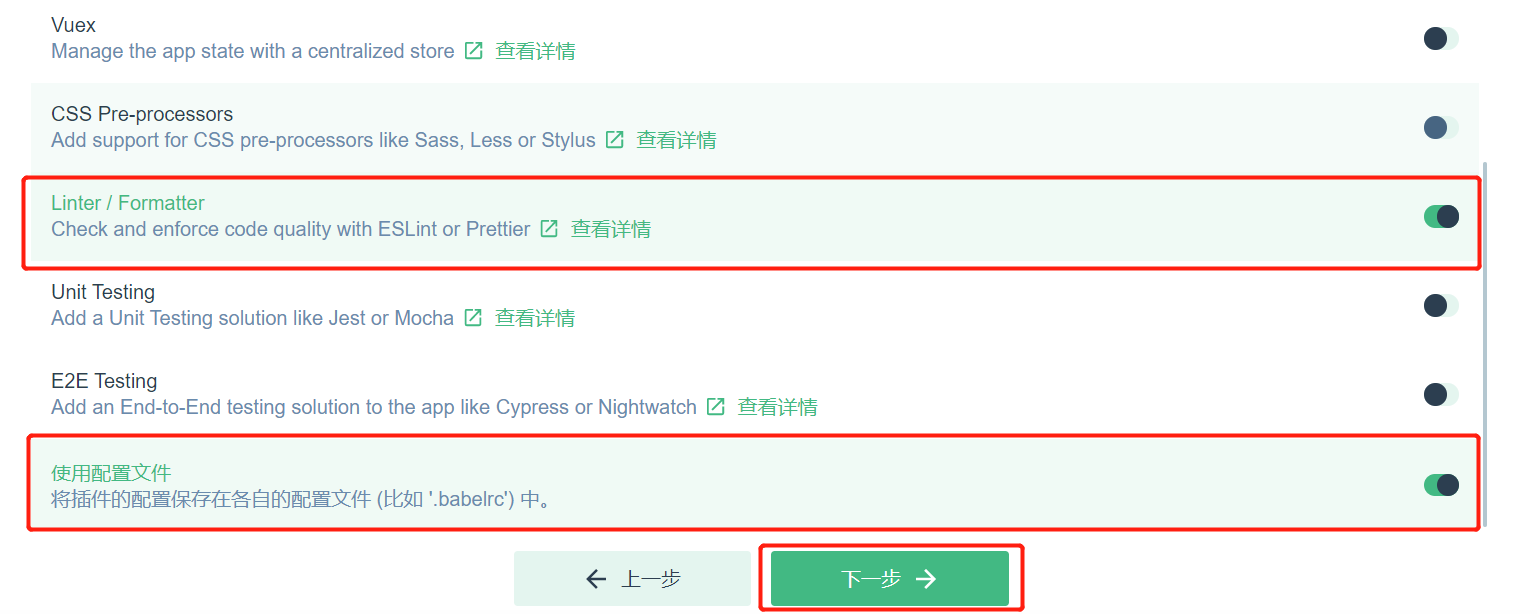 Vuex
Manage the app state with a centralized store 查看详情
CSS Pre-processors
Add support for CSS pre-processors like Sass, Less or Stylus 查看详情
Linter / Formatter
Check and enforce code quality with ESLint or Prettier 查看详情
Unit Testing
Add a Unit Testing solution like Jest or Mocha 查看详情
E2E Testing
Add an End-to-End testing solution to the app like Cypress or Nightwatch 查看详情
使用配置文件
将插件的配置保存在各自的配置文件 (比如 '.babelrc') 中。
上一步 下一步